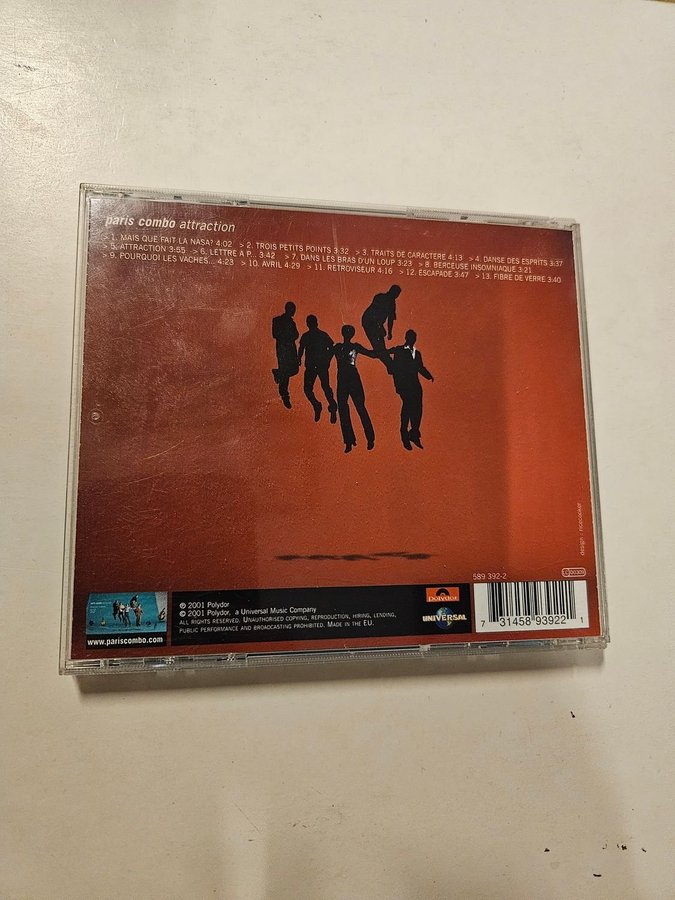 paris combo attraction
> 1. MAIS QUE FAIT LA NASA? 4:02 > 2. TROIS PETITS POINTS 3:32 > 3. TRAITS DE CARACTERE 4:13 > 4. DANSE DES ESPRITS 3:37
> 5. ATTRACTION 3:55 > 6. LETTRE A P... 3:42 > 7. DANS LES BRAS D'UN LOUP 3:23 > 8. BERCEUSE INSOMNIAQUE 3:21
> 9. POURQUOI LES VACHES... 4:23 > 10. AVRIL 4:29 > 11. RETROVISEUR 4:16 > 12. ESCAPADE 3:47 > 13. FIBRE DE VERRE 3:40
design : ricecooker
589 392-2
LC 00309
www.pariscombo.com
℗ 2001 Polydor
© 2001 Polydor, a Universal Music Company
ALL RIGHTS RESERVED. UNAUTHORISED COPYING, REPRODUCTION, HIRING, LENDING,
PUBLIC PERFORMANCE AND BROADCASTING PROHIBITED. MADE IN THE EU.
polydor
UNIVERSAL
7 31458 93922 1